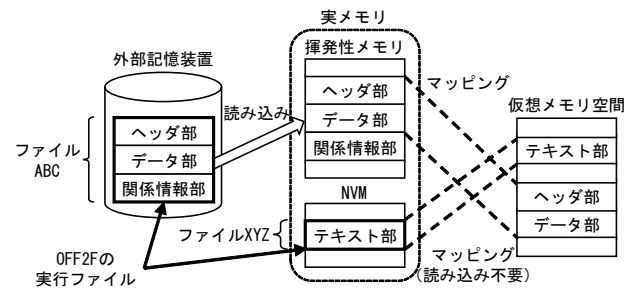 実メモリ
外部記憶装置
揮発性メモリ
ヘッダ部
データ部
関係情報部
ファイル
ABC
読み込み
ヘッダ部
データ部
関係情報部
マッピング
仮想メモリ空間
テキスト部
ヘッダ部
データ部
NVM
ファイルXYZ
テキスト部
OFF2Fの
実行ファイル
マッピング
(読み込み不要)